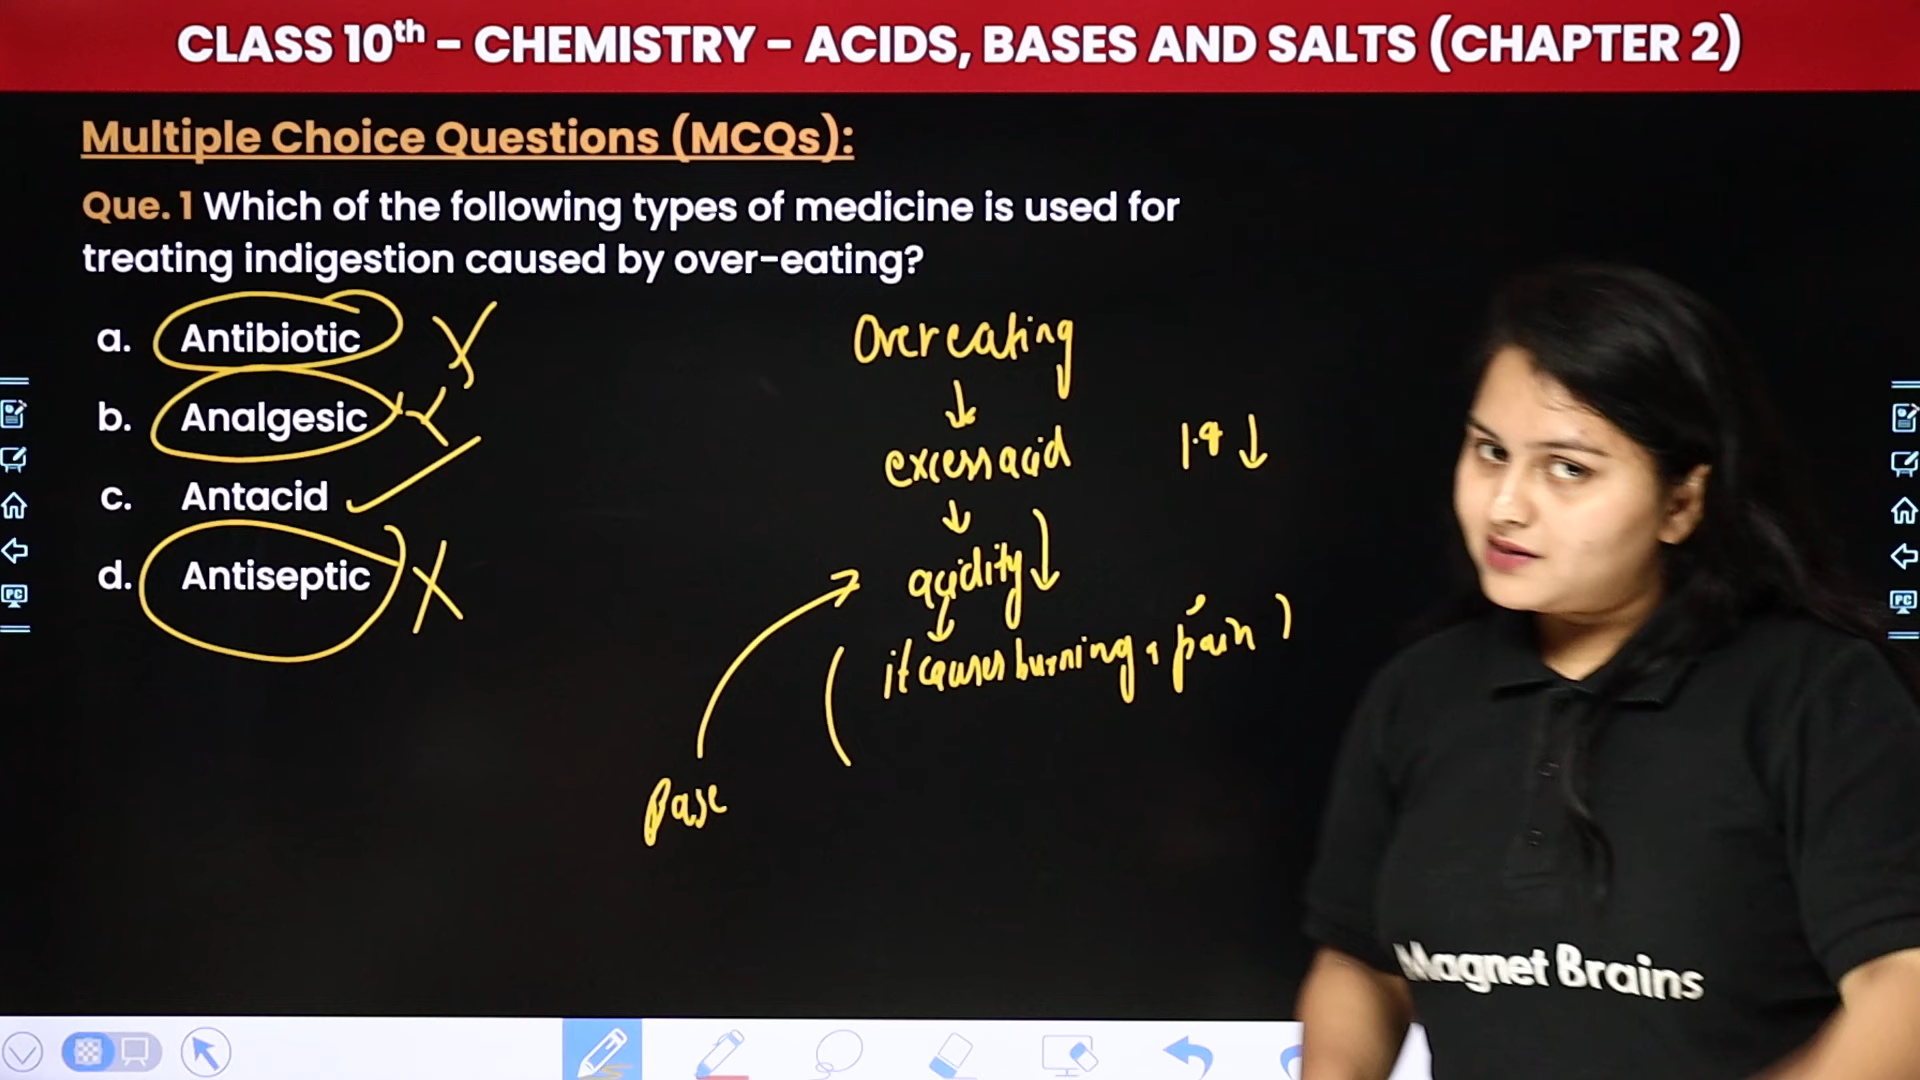 CLASS 10th - CHEMISTRY - ACIDS, BASES AND SALTS (CHAPTER 2)
Multiple Choice Questions (MCQs):
Que. 1 Which of the following types of medicine is used for
treating indigestion caused by over-eating?
a. Antibiotic X
b. Analgesic X
c. Antacid ✓
d. Antiseptic X
Overeating
↓
excess acid
↓
acidity ↓
↓
(it causes burning, pain)
Base
Magnet Brains
PC
PC